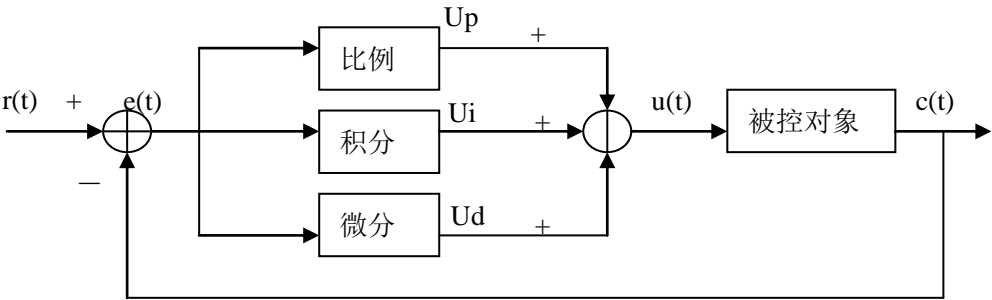 Up
+
比例
r(t) + e(t)
Ui
+
u(t)
c(t)
积分
被控对象
—
Ud
+
微分